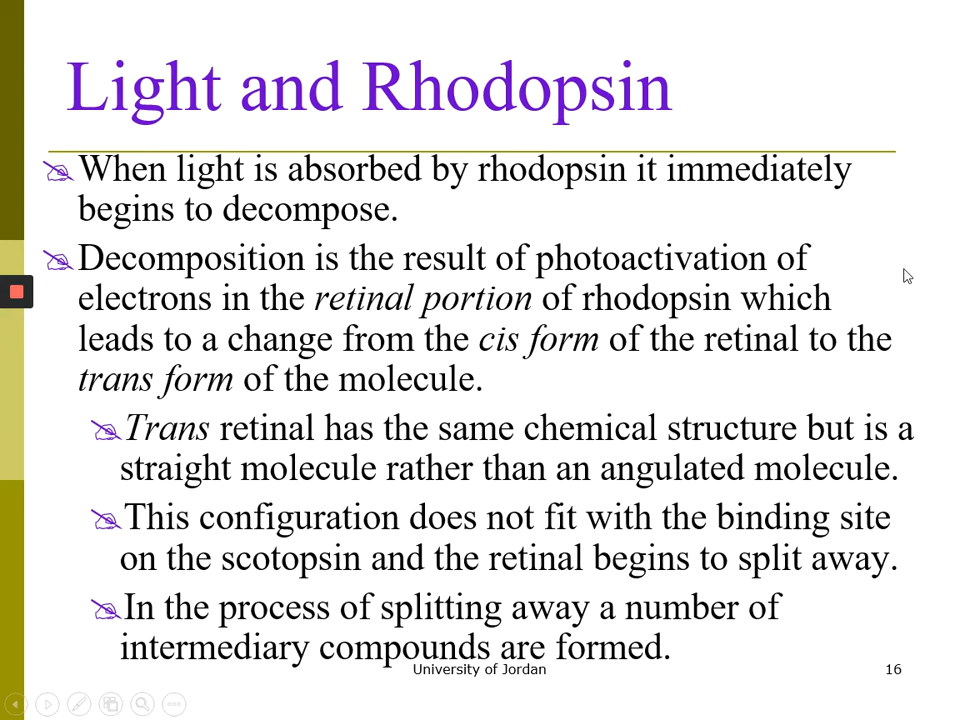 Light and Rhodopsin
When light is absorbed by rhodopsin it immediately
begins to decompose.
Decomposition is the result of photoactivation of
electrons in the retinal portion of rhodopsin which
leads to a change from the cis form of the retinal to the
trans form of the molecule.
Trans retinal has the same chemical structure but is a
straight molecule rather than an angulated molecule.
This configuration does not fit with the binding site
on the scotopsin and the retinal begins to split away.
In the process of splitting away a number of
intermediary compounds are formed.
University of Jordan
16